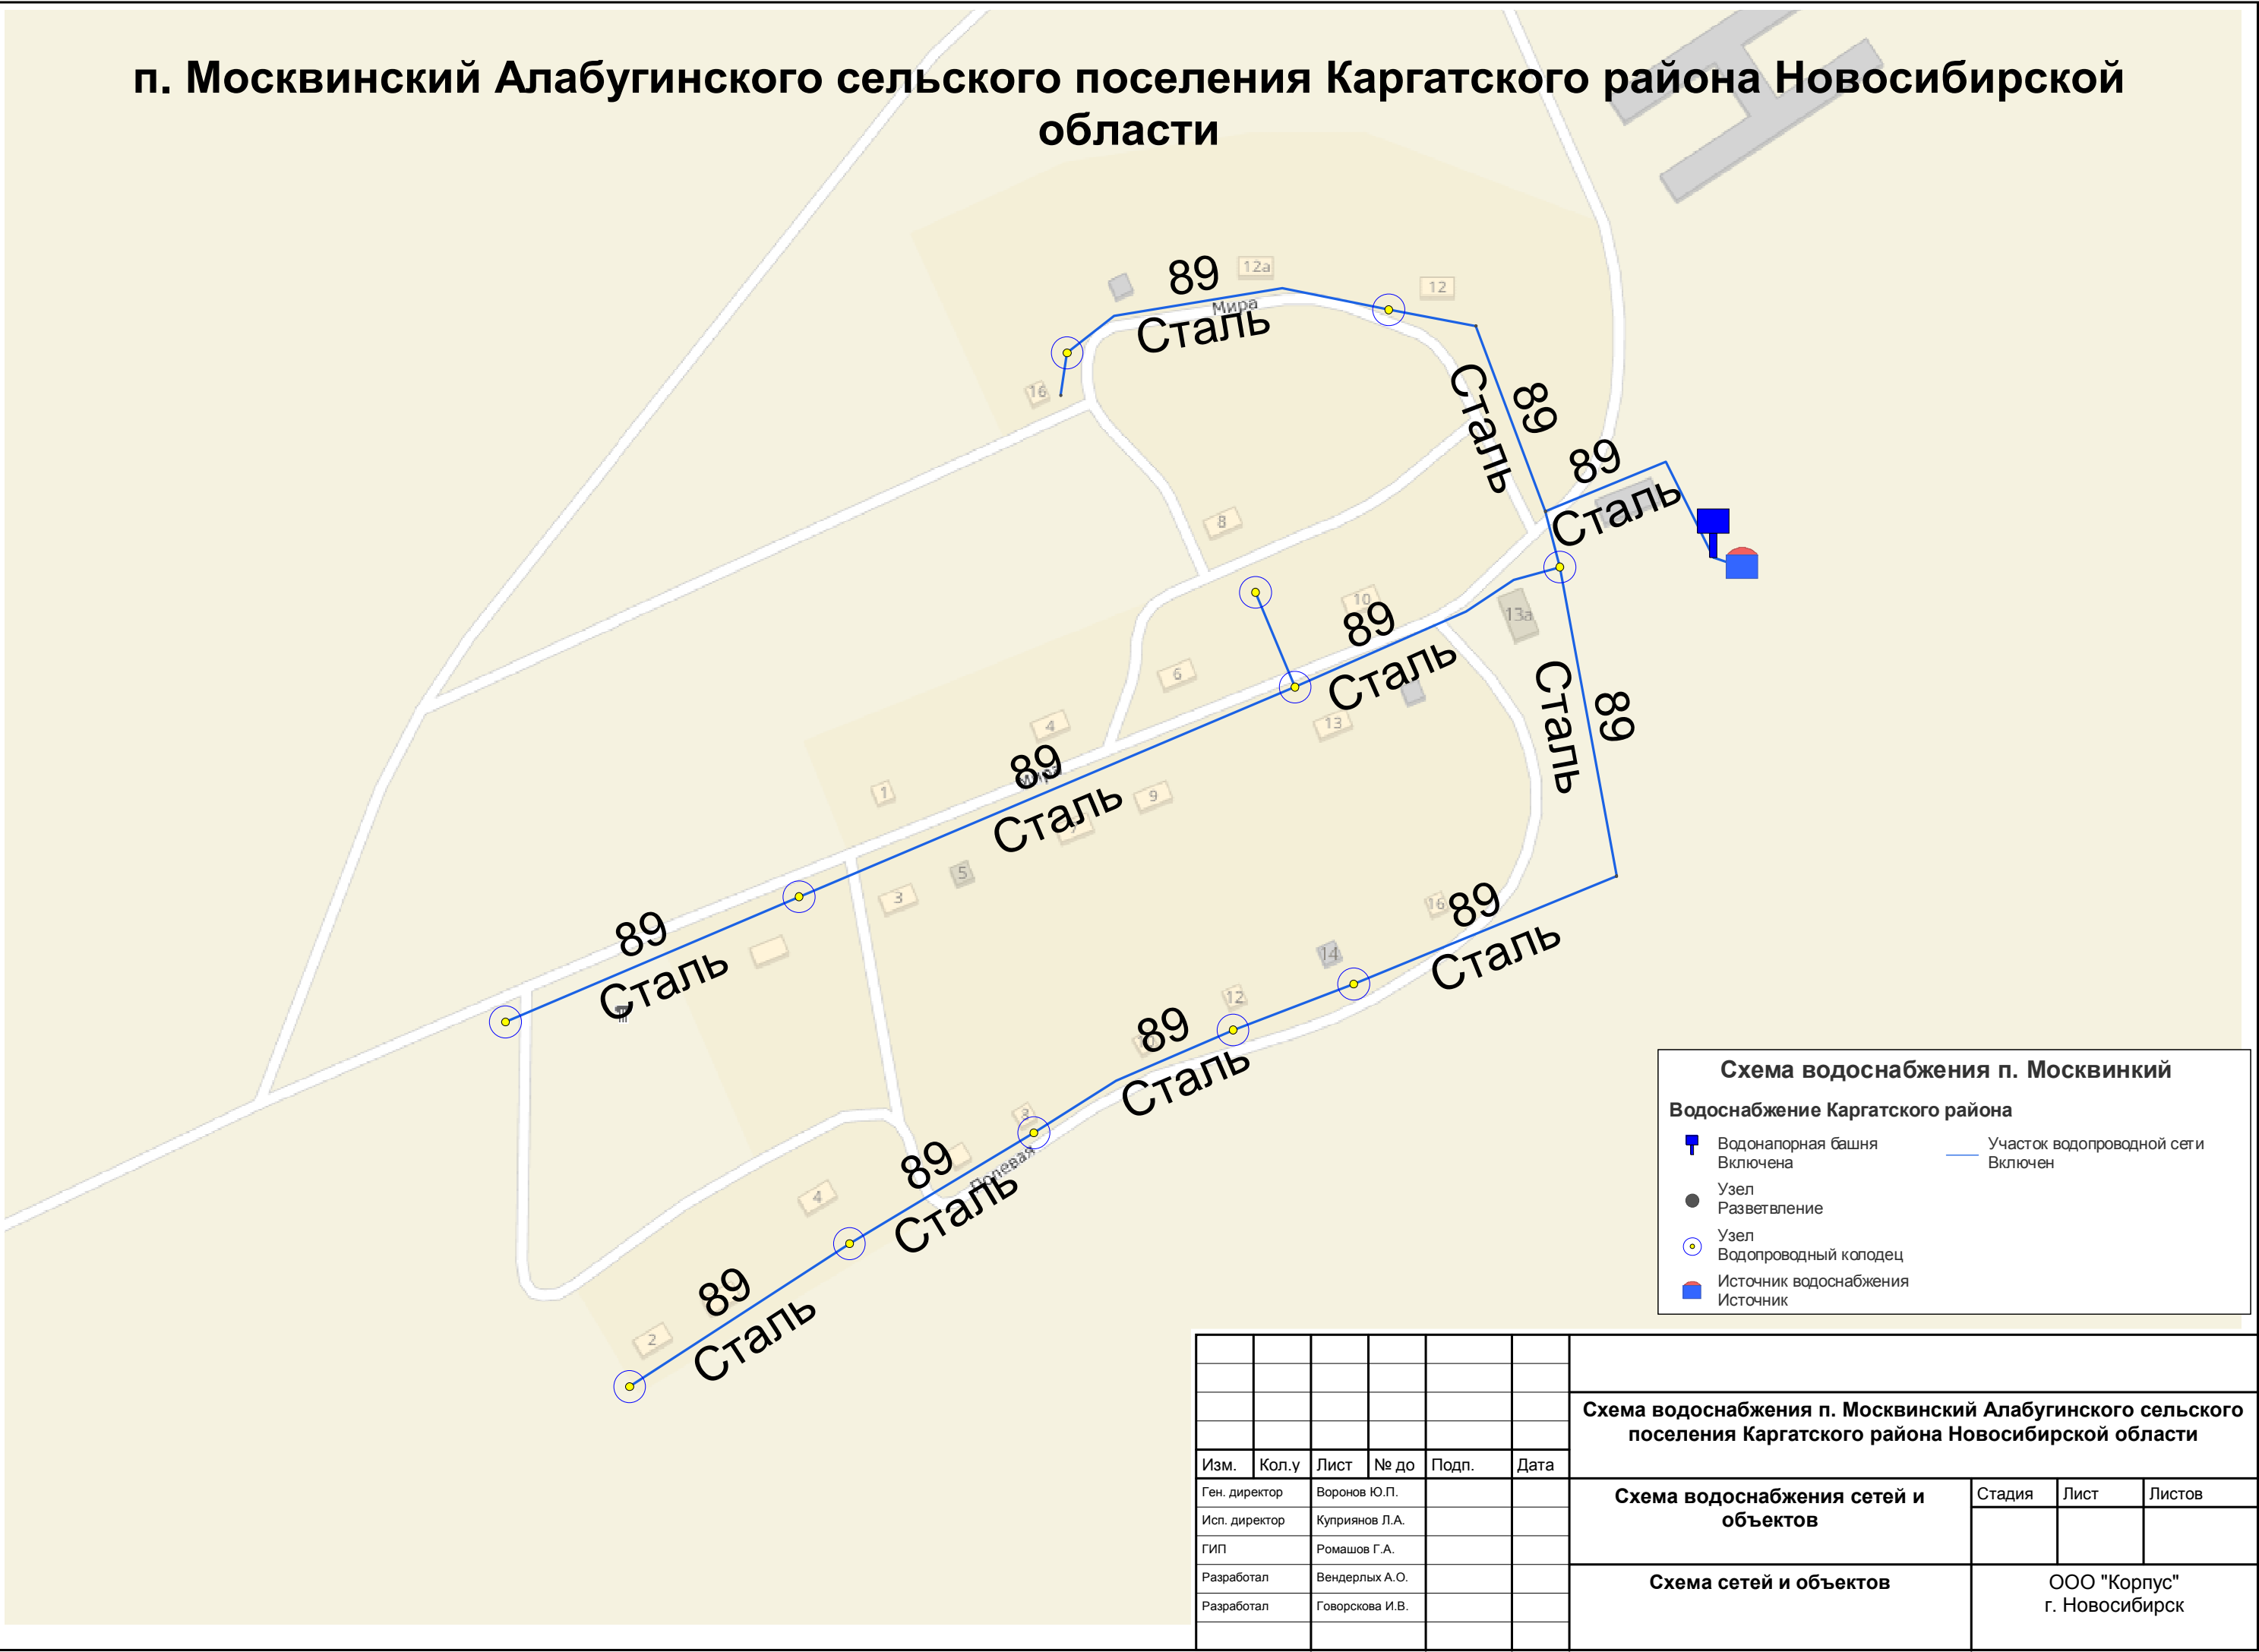 п. Москвинский Алабугинского сельского поселения Каргатского района Новосибирской
области
89
12а
12
Мира
Сталь
16
89
Сталь
89
Сталь
8
10
89
13а
Сталь
6
4
13
89
Сталь
89
Мира
1
9
Сталь
7
5
3
16
89
89
14
Сталь
Сталь
12
89
10
Сталь
8
89
Полевая
4
Сталь
89
2
Сталь
Схема водоснабжения п. Москвинкий
Водоснабжение Каргатского района
Водонапорная башня
Включена
Участок водопроводной сети
Включен
Узел
Разветвление
Узел
Водопроводный колодец
Источник водоснабжения
Источник
Схема водоснабжения п. Москвинский Алабугинского сельского
поселения Каргатского района Новосибирской области
Изм. Кол.у Лист № до Подп. Дата
Ген. директор Воронов Ю.П.
Исп. директор Куприянов Л.А.
ГИП Ромашов Г.А.
Разработал Вендерлых А.О.
Разработал Говорскова И.В.
Схема водоснабжения сетей и
объектов
Стадия Лист Листов
Схема сетей и объектов
ООО "Корпус"
г. Новосибирск